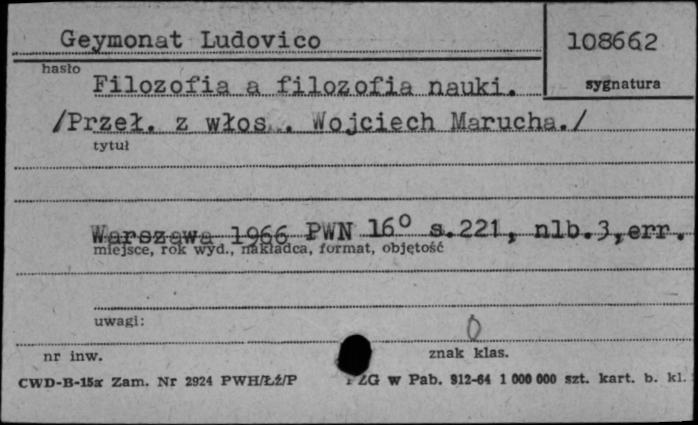 Geymonat Ludovico
108662
hasło
sygnatura
Filozofia a filozofia nauki.
/Przeł. z włos.. Wojciech Marucha./
tytuł
Warszawa 1966 PWN 16° s.221, nlb.3,err.
miejsce, rok wyd., nakładca, format, objętość
uwagi:
0
nr inw.
znak klas.
CWD-B-15a Zam. Nr 2924 PWH/Łź/P
ZG w Pab. 812-64 1 000 000 szt. kart. b. kl.